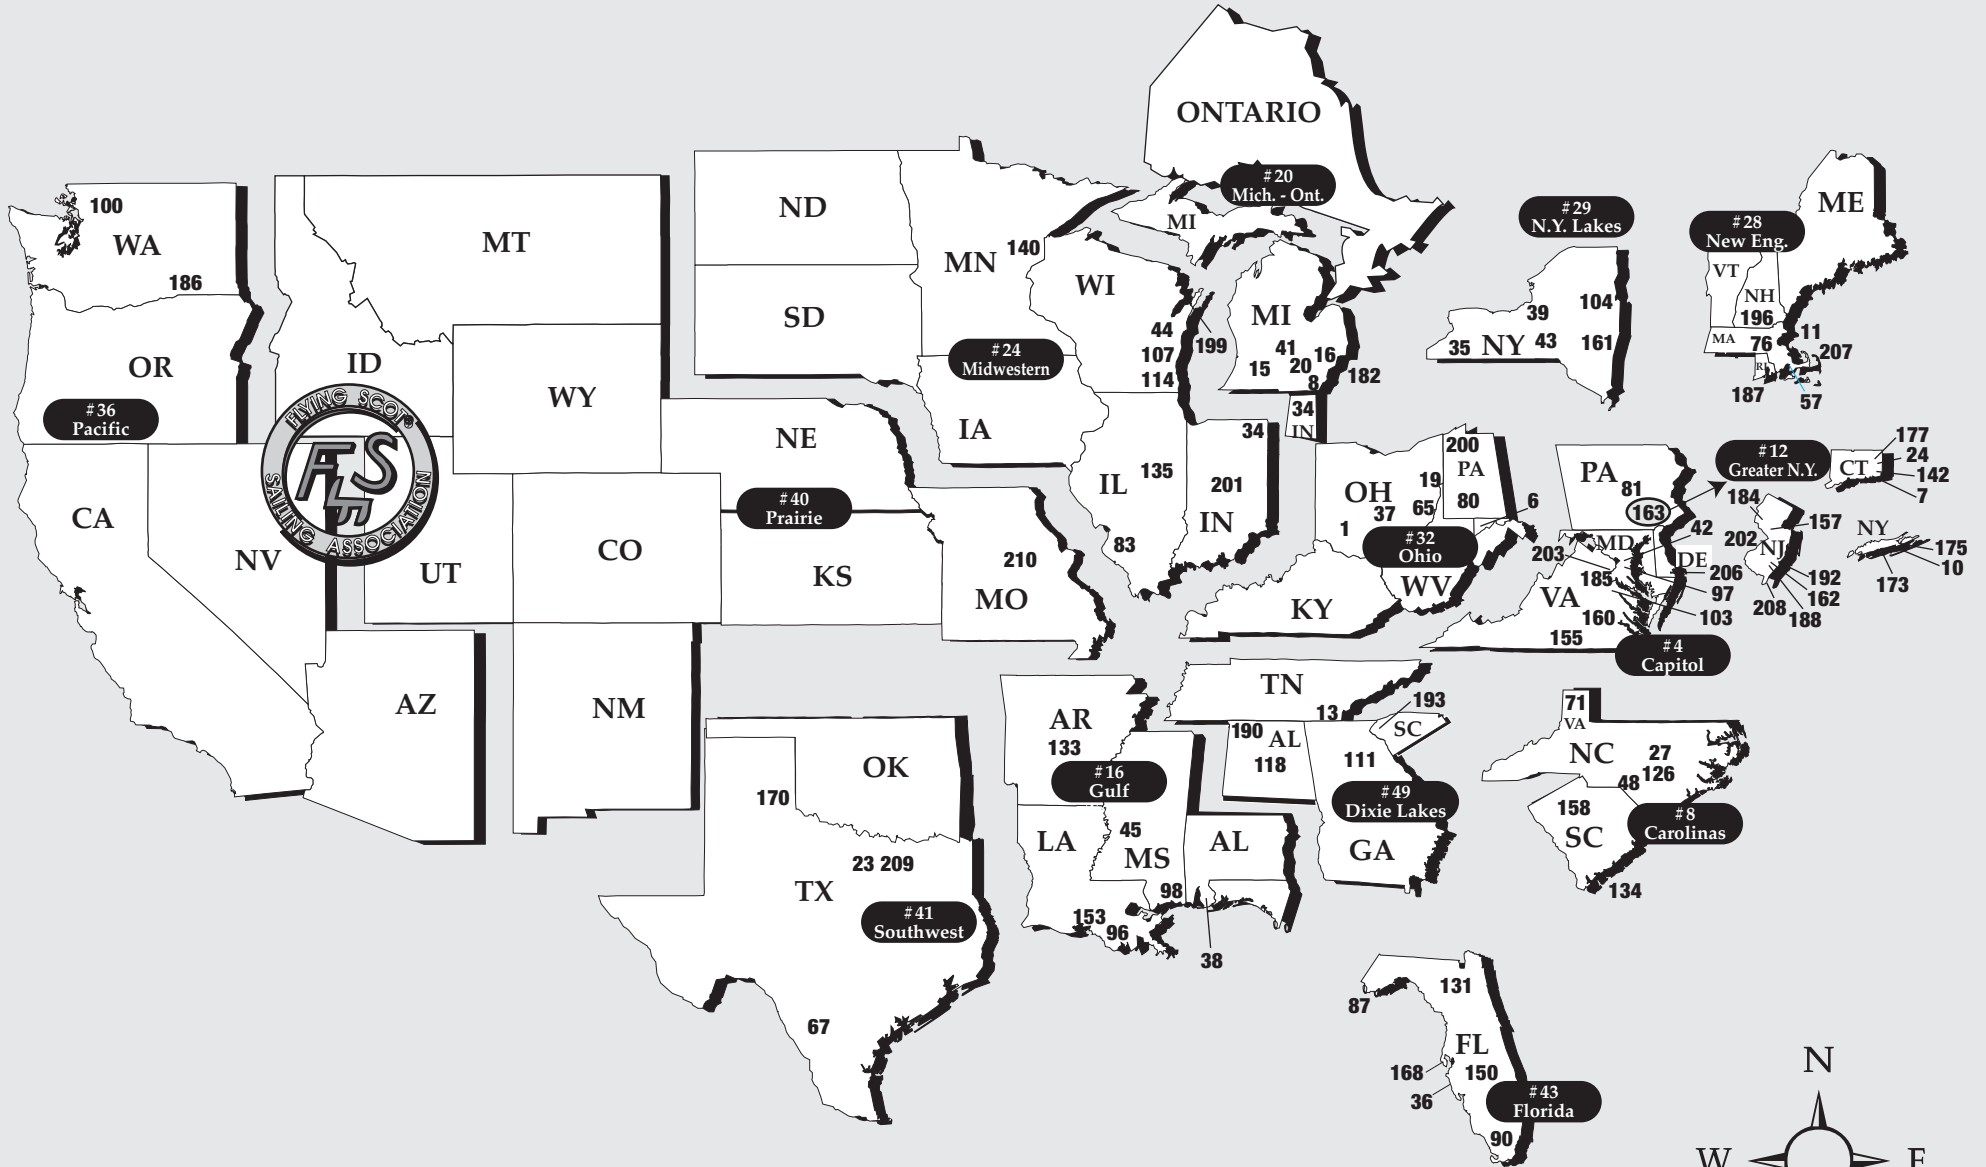 ONTARIO
#20
Mich. - Ont.
MI
100
WA
186
MT
ND
MN
140
WI
44
107
114
199
MI
41
15
20
16
8
182
#29
N.Y. Lakes
39
104
35
NY
43
161
ME
#28
New Eng.
VT
NH
196
11
MA
76
207
RI
187
57
OR
#36
Pacific
ID
SD
#24
Midwestern
WY
NE
IA
FLYING SCOT®
FSSA
SAILING ASSOCIATION
#40
Prairie
CA
NV
UT
CO
KS
210
MO
IL
135
83
34
201
IN
34
IN
OH
37
1
19
65
200
PA
80
6
#32
Ohio
WV
KY
PA
81
163
#12
Greater N.Y.
177
24
CT
142
7
184
157
202
NJ
192
162
208
188
NY
175
10
173
42
203
MD
DE
185
206
97
VA
160
103
155
#4
Capitol
AZ
NM
OK
170
23 209
TX
#41
Southwest
67
AR
133
#16
Gulf
LA
45
MS
AL
98
153
96
38
TN
13
193
SC
190
AL
118
111
#49
Dixie Lakes
GA
71
VA
NC
27
126
48
158
SC
#8
Carolinas
134
131
87
FL
168
150
36
#43
Florida
90
N
W
E